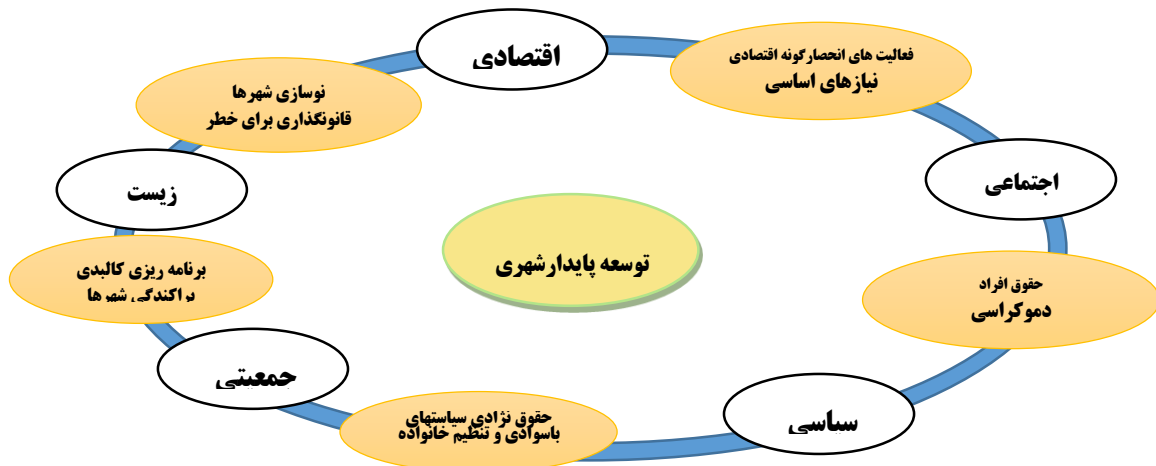 اقتصادی
فعالیت های انحصارگونه اقتصادی
نیازهای اساسی
نوسازی شهرها
قانونگذاری برای خطر
اجتماعی
زیست
توسعه پایدارشهری
برنامه ریزی کالبدی
پراکندگی شهرها
حقوق افراد
دموکراسی
جمعیتی
حقوق نژادی سیاستهای
باسوادی و تنظیم خانواده
سیاسی